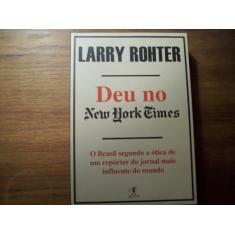 LARRY ROHTER
Deu no
New York Times
O Brasil segundo a ótica de
um repórter do jornal mais
influente do mundo